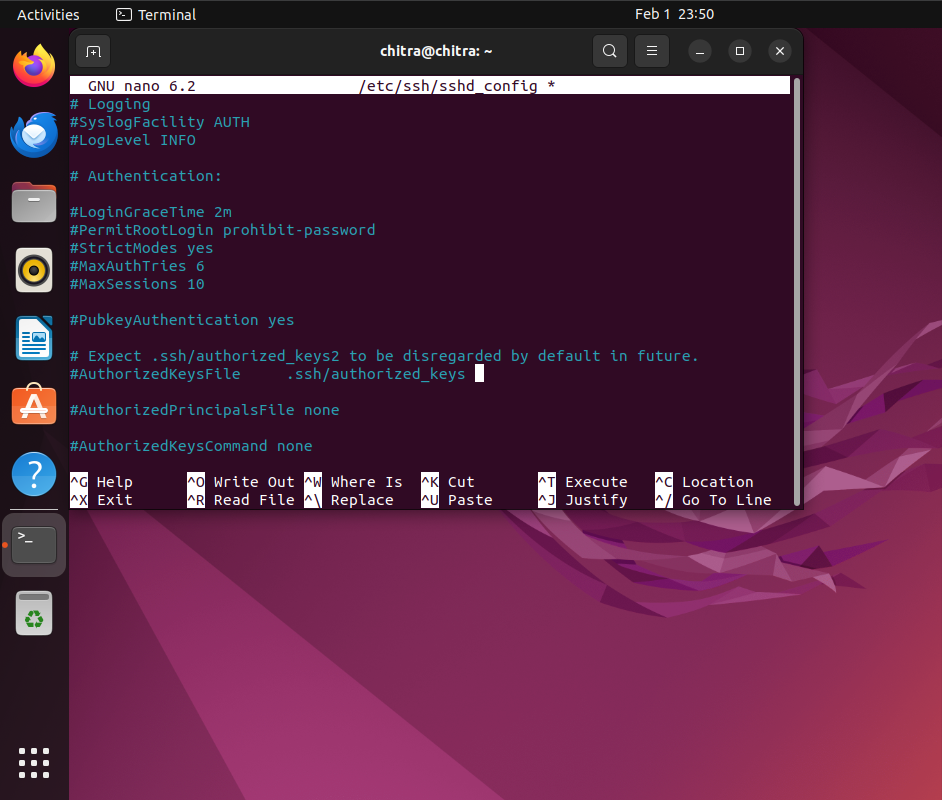 Activities Terminal Feb 1 23:50
chitra@chitra: ~
GNU nano 6.2 /etc/ssh/sshd_config *
# Logging
#SyslogFacility AUTH
#LogLevel INFO
# Authentication:
#LoginGraceTime 2m
#PermitRootLogin prohibit-password
#StrictModes yes
#MaxAuthTries 6
#MaxSessions 10
#PubkeyAuthentication yes
# Expect .ssh/authorized_keys2 to be disregarded by default in future.
#AuthorizedKeysFile .ssh/authorized_keys
#AuthorizedPrincipalsFile none
#AuthorizedKeysCommand none
^G Help ^O Write Out ^W Where Is ^K Cut ^T Execute ^C Location
^X Exit ^R Read File ^\ Replace ^U Paste ^J Justify ^/ Go To Line